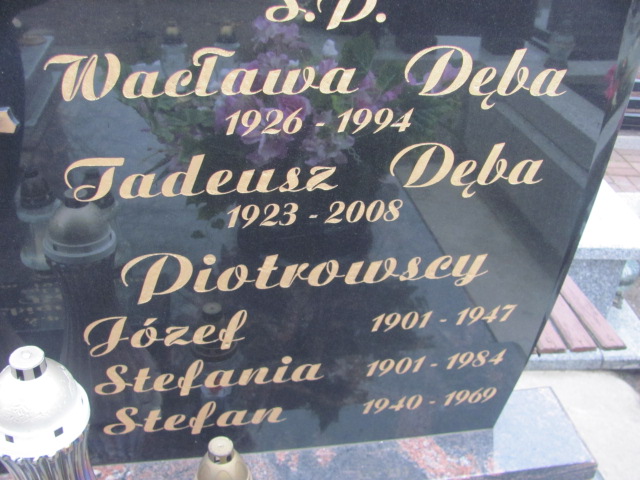 Ś.P.
Wacława Dęba
1926 - 1994
Tadeusz Dęba
1923 - 2008
Piotrowscy
Józef 1901 - 1947
Stefania 1901 - 1984
Stefan 1940 - 1969